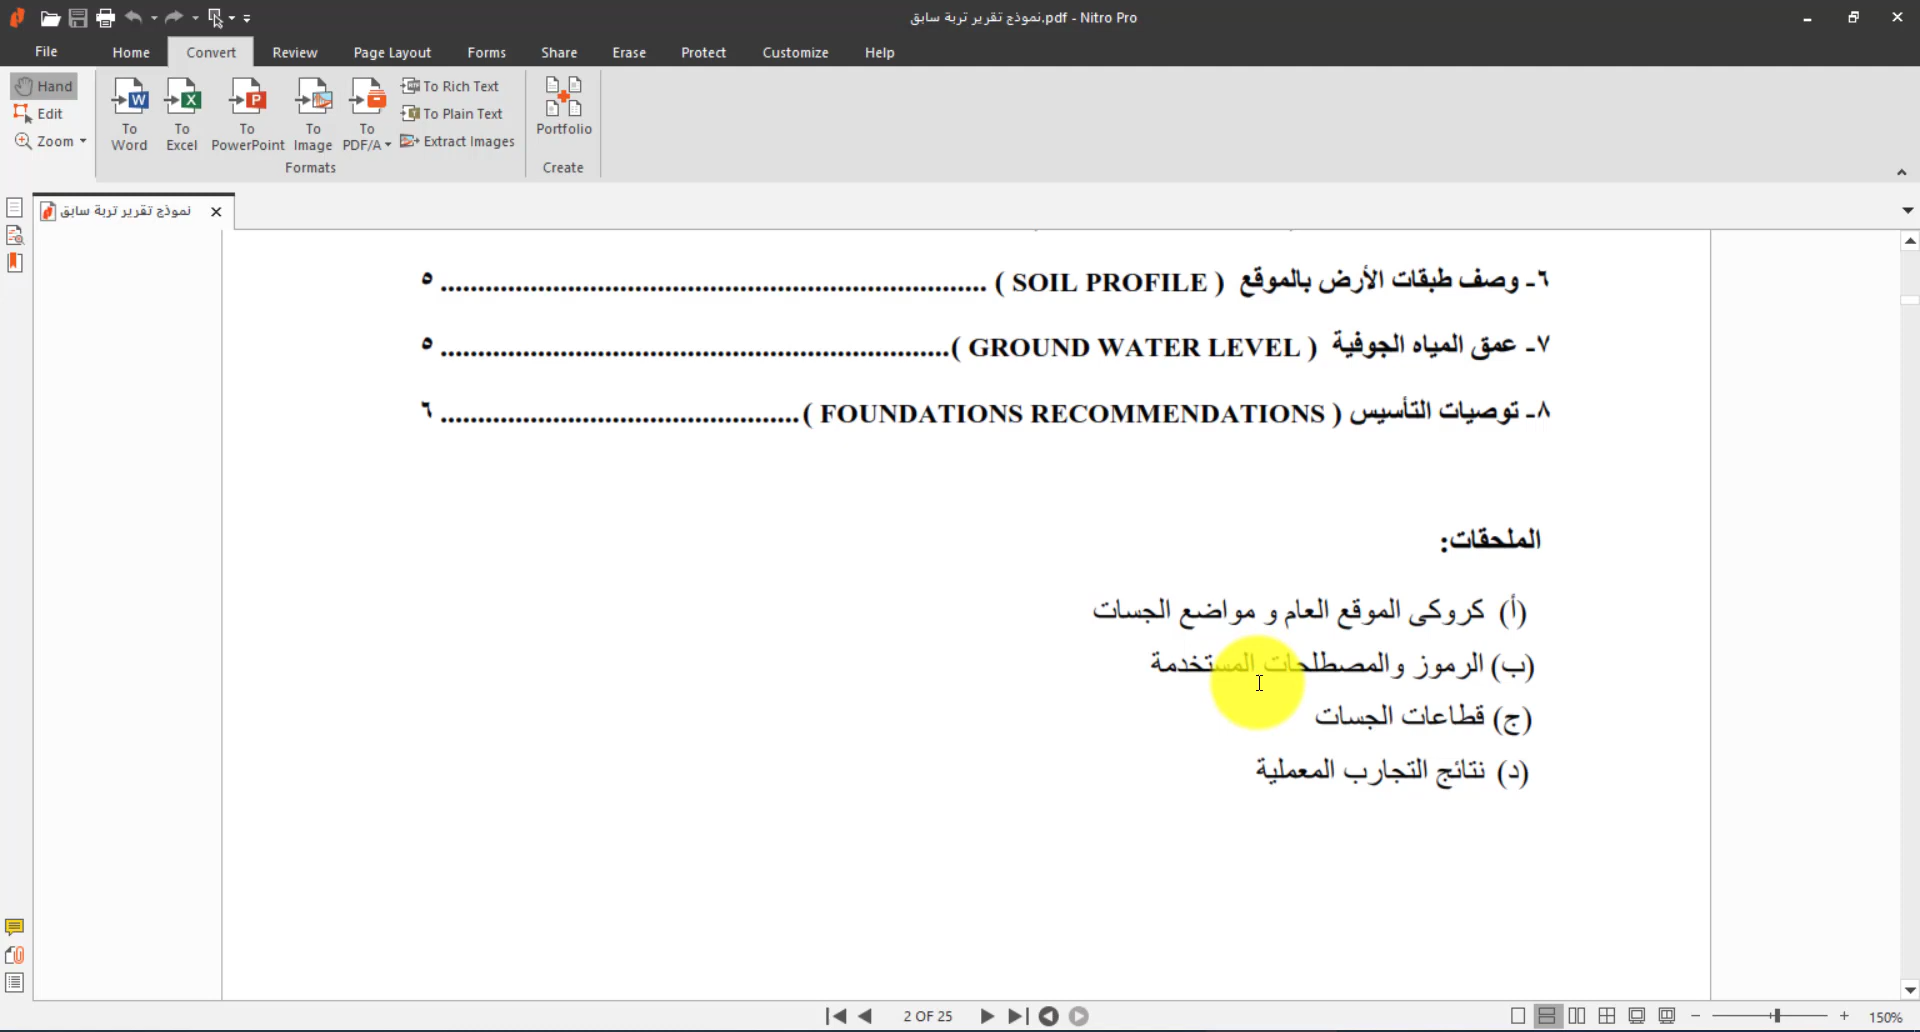 نموذج تقرير تربة سابق.pdf - Nitro Pro
File Home Convert Review Page Layout Forms Share Erase Protect Customize Help
Hand
Edit
Zoom
To Word
To Excel
To PowerPoint
To Image
To PDF/A
To Rich Text
To Plain Text
Extract Images
Formats
Portfolio
Create
نموذج تقرير تربة سابق
٦- وصف طبقات الأرض بالموقع ( SOIL PROFILE ) .......................................................................... ٥
٧- عمق المياه الجوفية ( GROUND WATER LEVEL )..................................................................... ٥
٨- توصيات التأسيس ( FOUNDATIONS RECOMMENDATIONS )................................................ ٦
الملحقات:
(أ) كروكى الموقع العام و مواضع الجسات
(ب) الرموز والمصطلحات المستخدمة
(ج) قطاعات الجسات
(د) نتائج التجارب المعملية
2 OF 25
150%